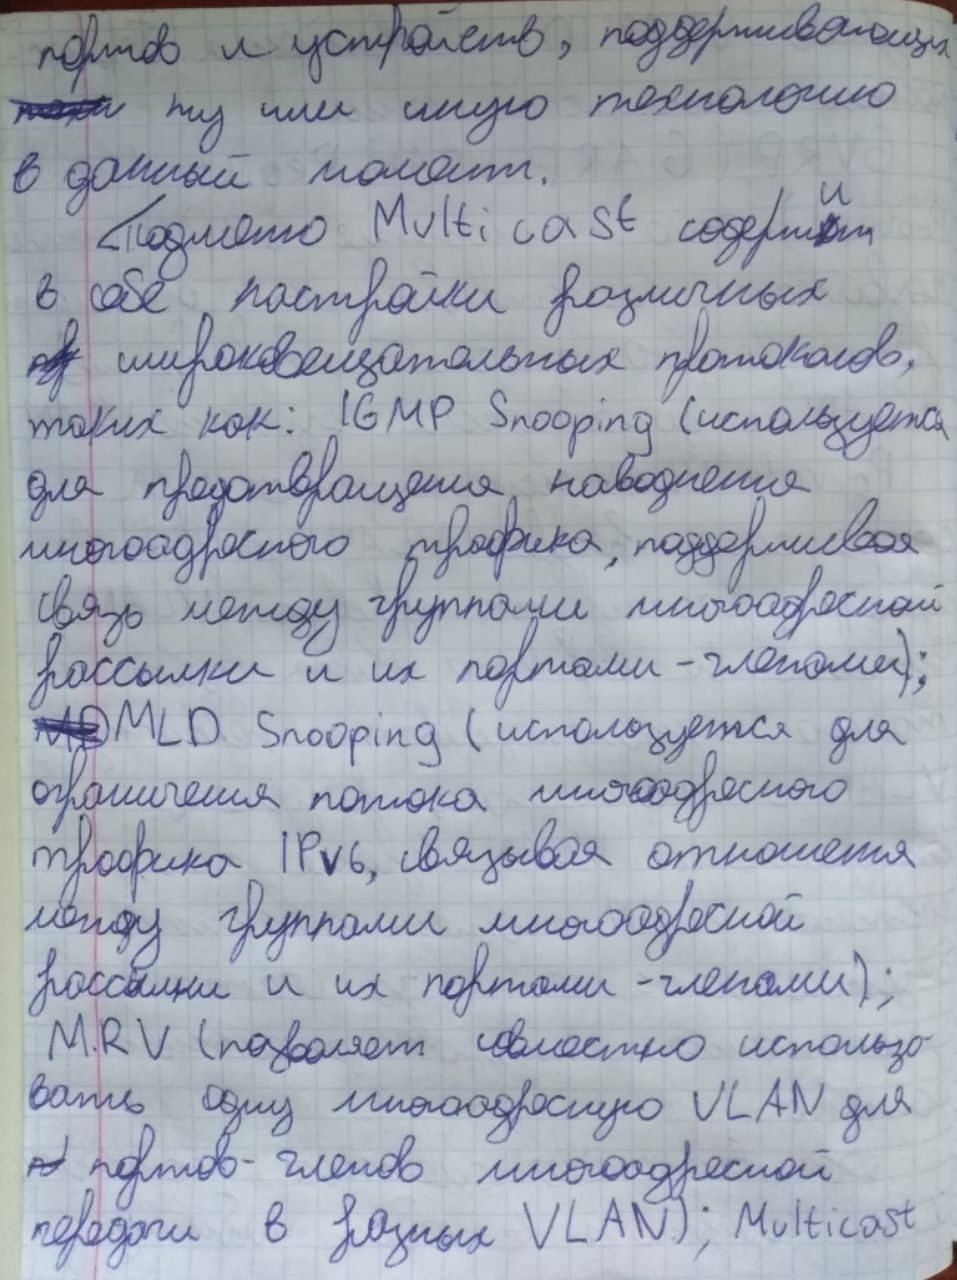 портов и устройств, поддерживающих
ту или иную технологию
в данный момент.
Подменю Multicast содержит
в себе настройки различных
широковещательных протоколов,
таких как: IGMP Snooping (используется
для предотвращения наводнения
многоадресного трафика, поддерживая
связь между группами многоадресной
рассылки и их портами-членами);
MLD Snooping (используется для
ограничения потока многоадресного
трафика IPv6, связывая отношения
между группами многоадресной
рассылки и их портами-членами);
MRV (позволяет совместно использо-
вать одну многоадресную VLAN для
портов-членов многоадресной
передачи в разных VLAN); Multicast